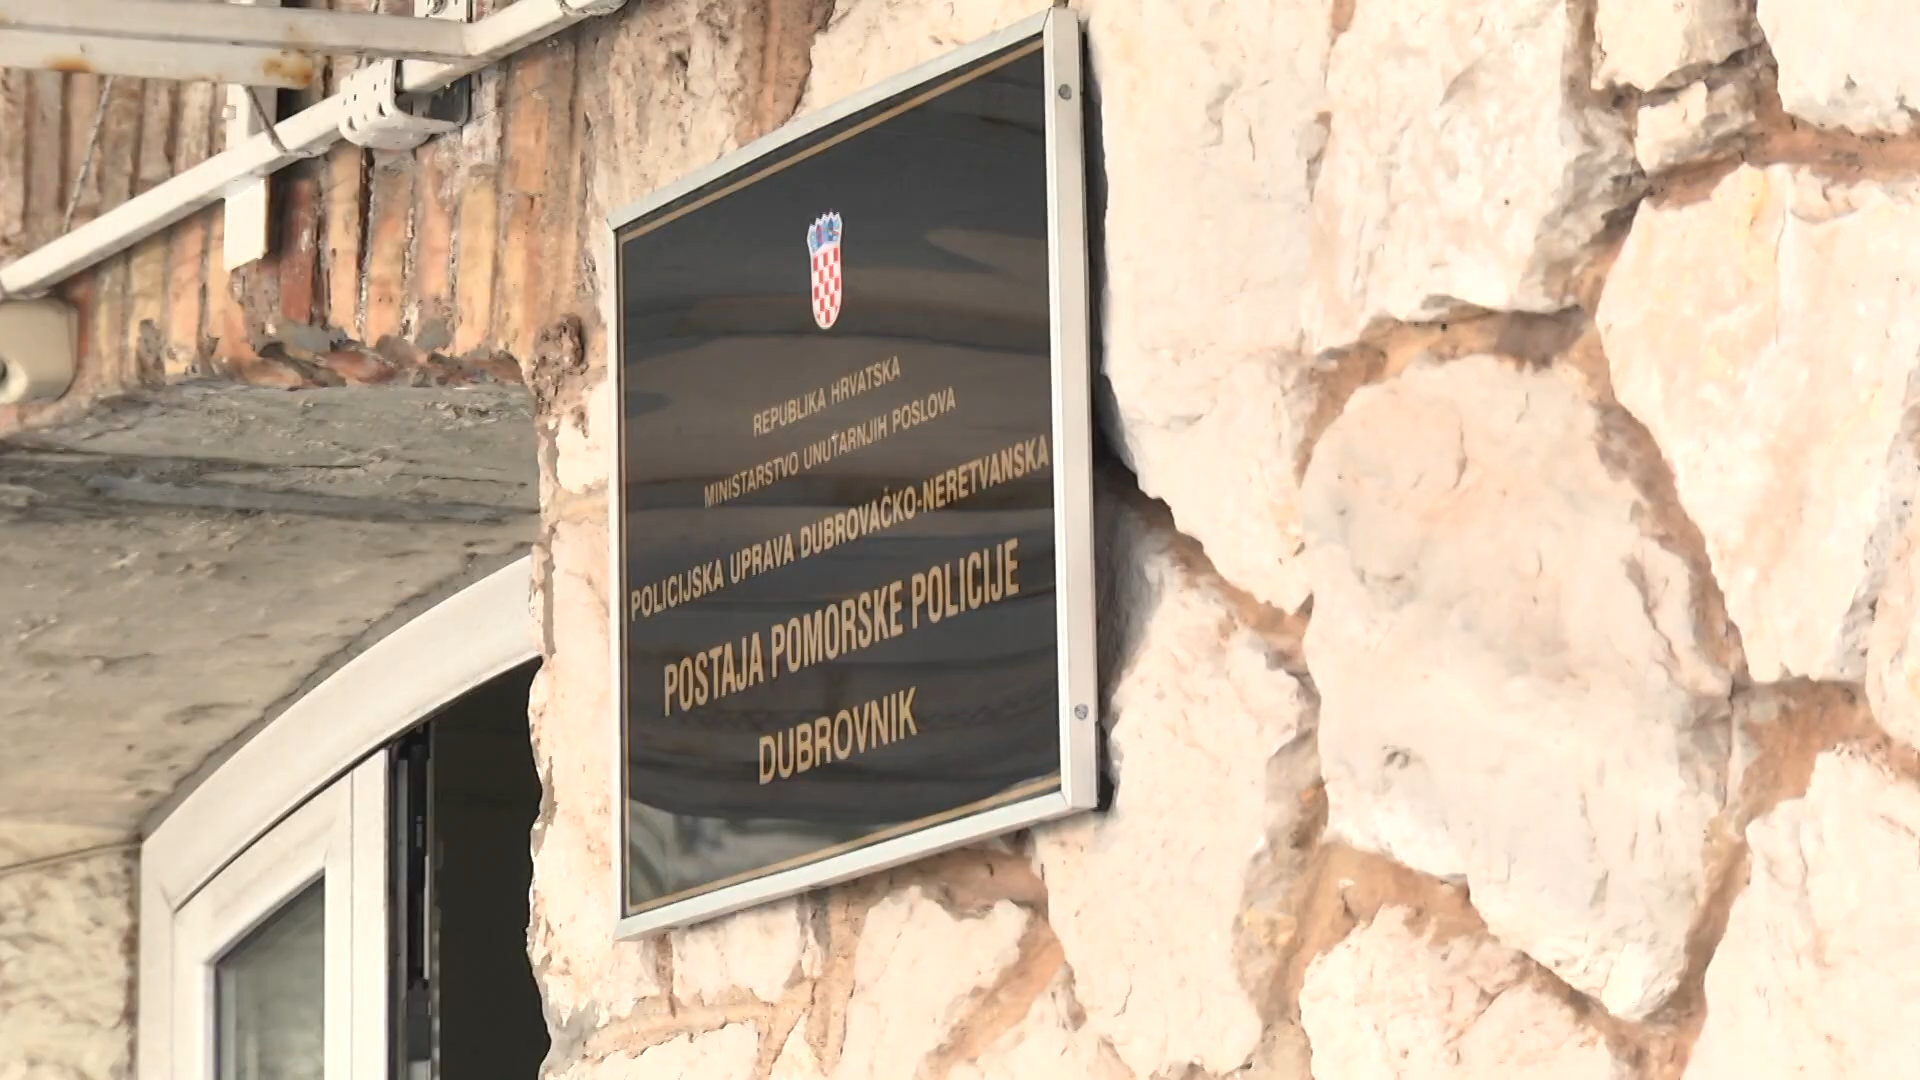 REPUBLIKA HRVATSKA
MINISTARSTVO UNUTARNJIH POSLOVA
POLICIJSKA UPRAVA DUBROVAČKO-NERETVANSKA
POSTAJA POMORSKE POLICIJE
DUBROVNIK